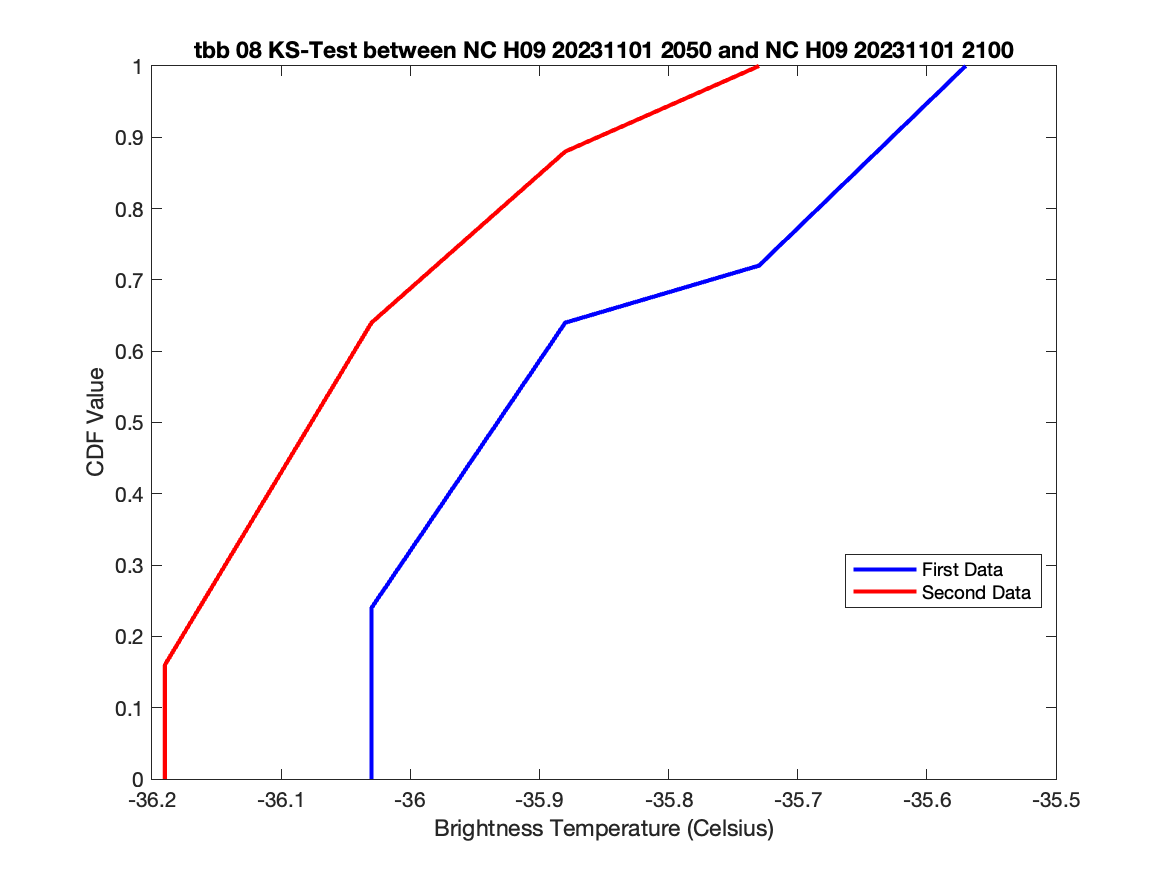 tbb 08 KS-Test between NC H09 20231101 2050 and NC H09 20231101 2100
1
0.9
0.8
0.7
0.6
0.5
0.4
0.3
0.2
0.1
0
CDF Value
First Data
Second Data
-36.2 -36.1 -36 -35.9 -35.8 -35.7 -35.6 -35.5
Brightness Temperature (Celsius)